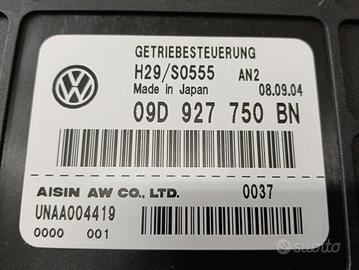 GETRIEBESTEUERUNG
H29/S0555 AN2
Made in Japan 08.09.04
09D 927 750 BN
AISIN AW CO., LTD. 0037
UNAA004419
0000 001
subito